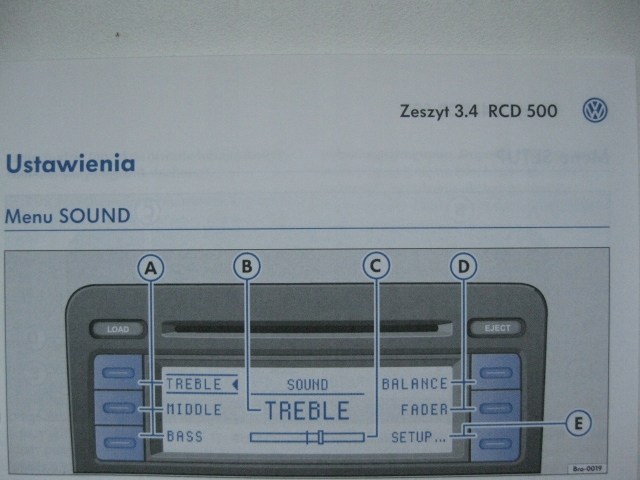 Zeszyt 3.4 RCD 500
Ustawienia
Menu SOUND
A B C D
LOAD EJECT
TREBLE SOUND BALANCE
MIDDLE TREBLE FADER
E
BASS SETUP...
Bra-0019